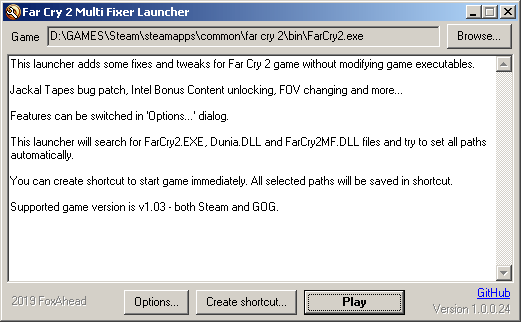 Far Cry 2 Multi Fixer Launcher
Game D:\GAMES\Steam\steamapps\common\far cry 2\bin\FarCry2.exe Browse...
This launcher adds some fixes and tweaks for Far Cry 2 game without modifying game executables.
Jackal Tapes bug patch, Intel Bonus Content unlocking, FOV changing and more...
Features can be switched in 'Options...' dialog.
This launcher will search for FarCry2.EXE, Dunia.DLL and FarCry2MF.DLL files and try to set all paths
automatically.
You can create shortcut to start game immediately. All selected paths will be saved in shortcut.
Supported game version is v1.03 - both Steam and GOG.
2019 FoxAhead Options... Create shortcut... Play GitHub
Version 1.0.0.24